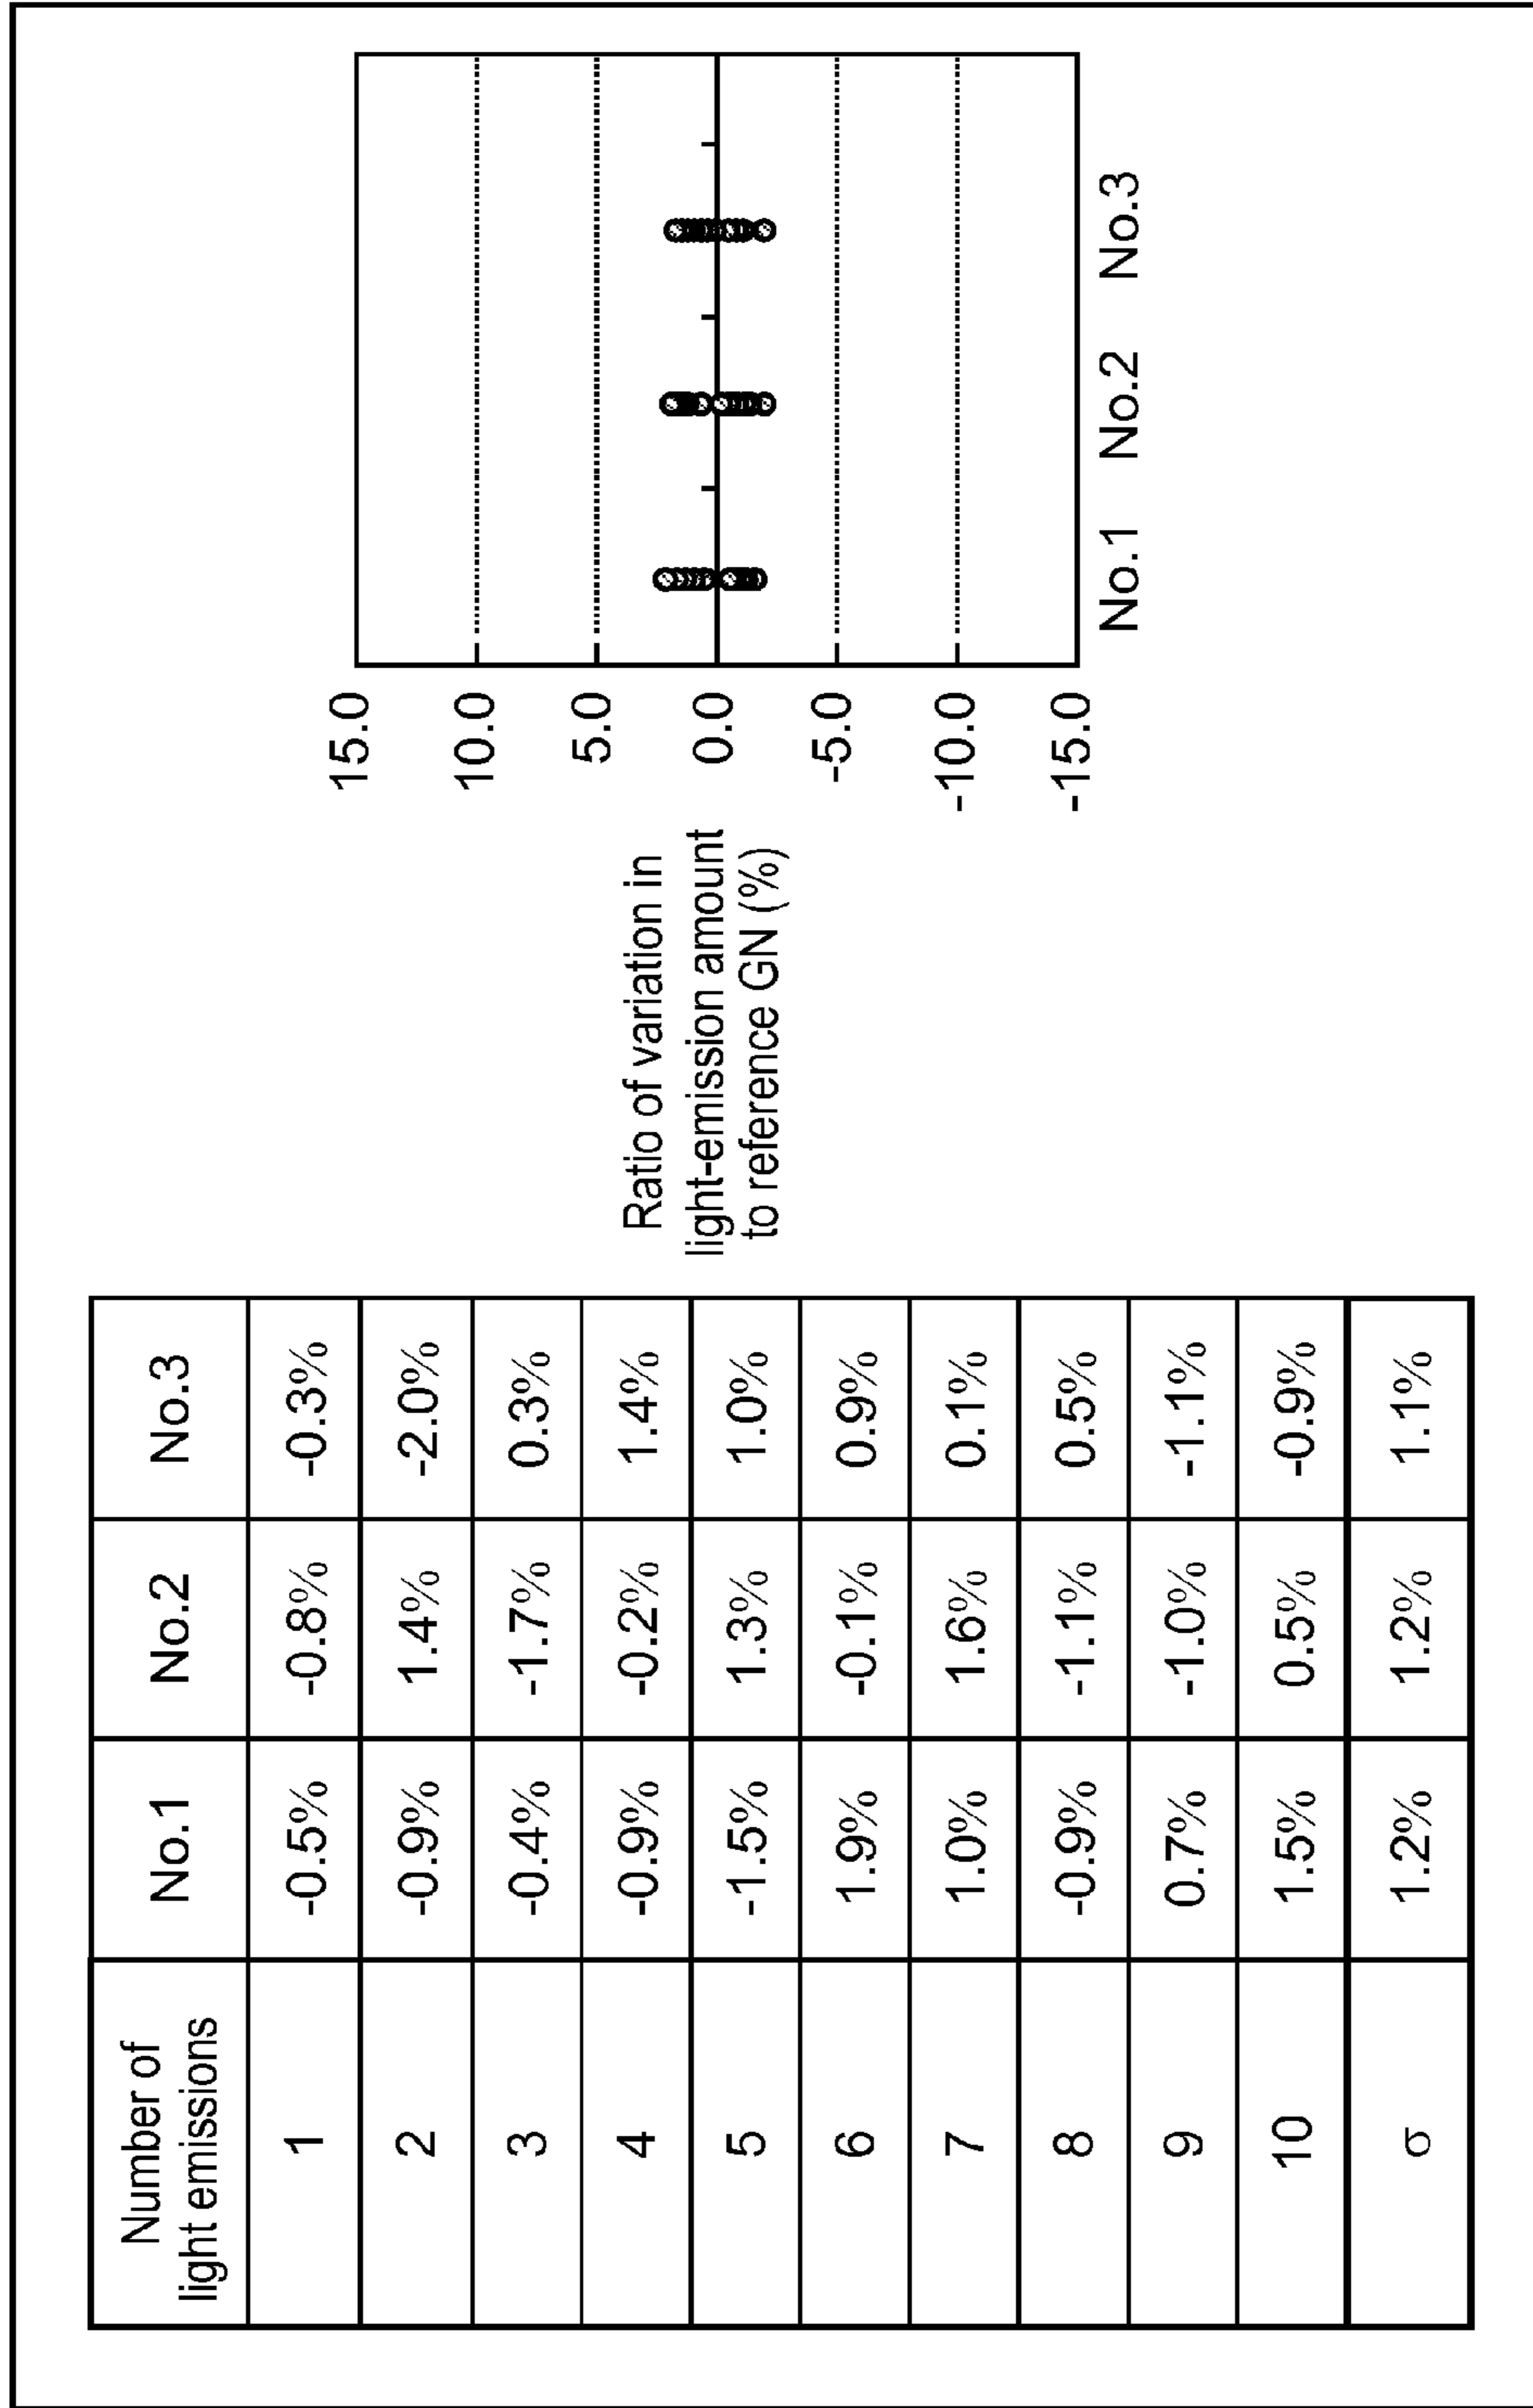 Number of
light emissions
No.1
No.2
No.3
1 -0.5% -0.8% -0.3%
2 -0.9% 1.4% -2.0%
3 -0.4% -1.7% 0.3%
4 -0.9% -0.2% 1.4%
5 -1.5% 1.3% 1.0%
6 1.9% -0.1% 0.9%
7 1.0% 1.6% 0.1%
8 -0.9% -1.1% 0.5%
9 0.7% -1.0% -1.1%
10 1.5% 0.5% -0.9%
σ 1.2% 1.2% 1.1%
Ratio of variation in
light-emission amount
to reference GN (%)
15.0
10.0
5.0
0.0
-5.0
-10.0
-15.0
No.1 No.2 No.3